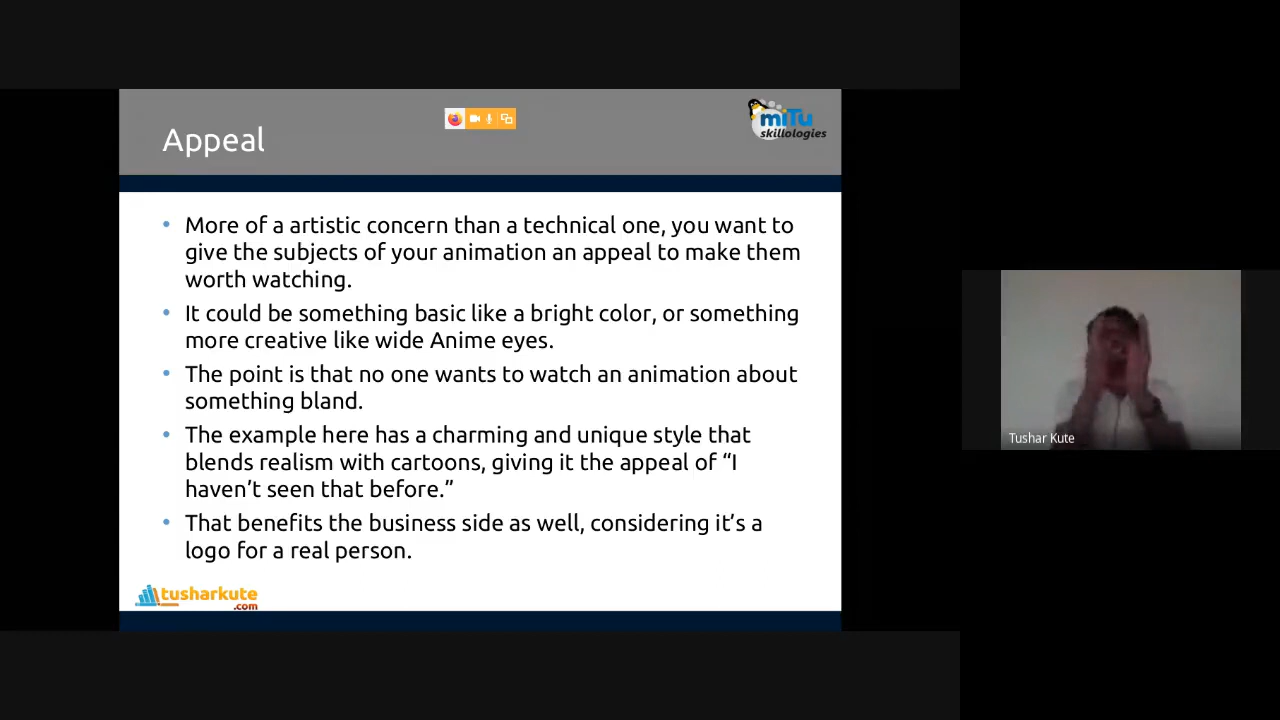 Appeal
miTu
skillologies
• More of a artistic concern than a technical one, you want to
give the subjects of your animation an appeal to make them
worth watching.
• It could be something basic like a bright color, or something
more creative like wide Anime eyes.
• The point is that no one wants to watch an animation about
something bland.
• The example here has a charming and unique style that
blends realism with cartoons, giving it the appeal of “I
haven’t seen that before.”
• That benefits the business side as well, considering it’s a
logo for a real person.
tusharkute
.com
Tushar Kute